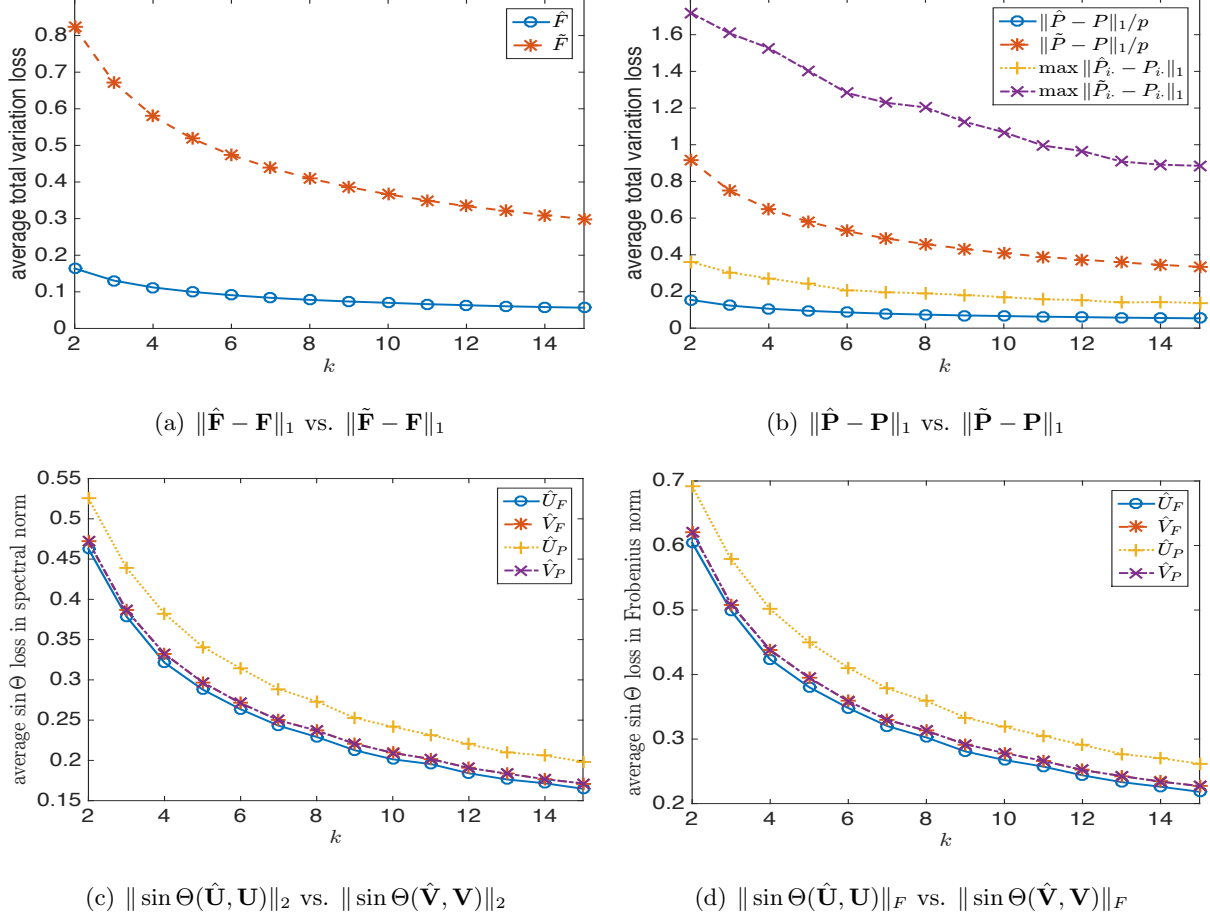 average total variation loss
0.8
0.7
0.6
0.5
0.4
0.3
0.2
0.1
0
2 4 6 8 10 12 14
k
F̂
F̃
(a) ‖F̂ − F‖₁ vs. ‖F̃ − F‖₁
average total variation loss
1.6
1.4
1.2
1
0.8
0.6
0.4
0.2
0
2 4 6 8 10 12 14
k
‖P̂ − P‖₁/p
‖P̃ − P‖₁/p
max ‖P̂ᵢ. − Pᵢ.‖₁
max ‖P̃ᵢ. − Pᵢ.‖₁
(b) ‖P̂ − P‖₁ vs. ‖P̃ − P‖₁
average sin Θ loss in spectral norm
0.55
0.5
0.45
0.4
0.35
0.3
0.25
0.2
0.15
2 4 6 8 10 12 14
k
Û_F
V̂_F
Û_P
V̂_P
(c) ‖ sin Θ(Û, U)‖₂ vs. ‖ sin Θ(V̂, V)‖₂
average sin Θ loss in Frobenius norm
0.7
0.6
0.5
0.4
0.3
0.2
2 4 6 8 10 12 14
k
Û_F
V̂_F
Û_P
V̂_P
(d) ‖ sin Θ(Û, U)‖_F vs. ‖ sin Θ(V̂, V)‖_F